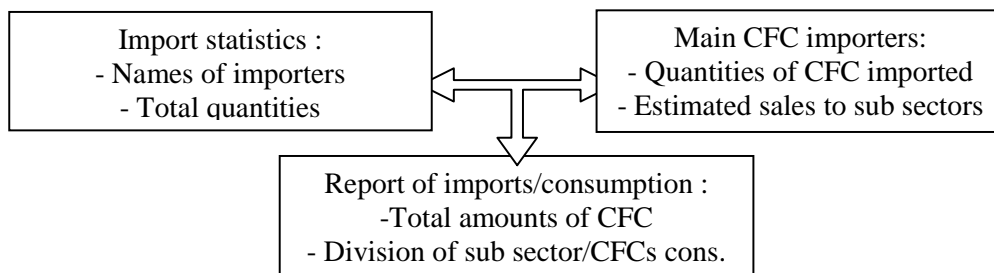 Import statistics :
- Names of importers
- Total quantities
Main CFC importers:
- Quantities of CFC imported
- Estimated sales to sub sectors
Report of imports/consumption :
-Total amounts of CFC
- Division of sub sector/CFCs cons.